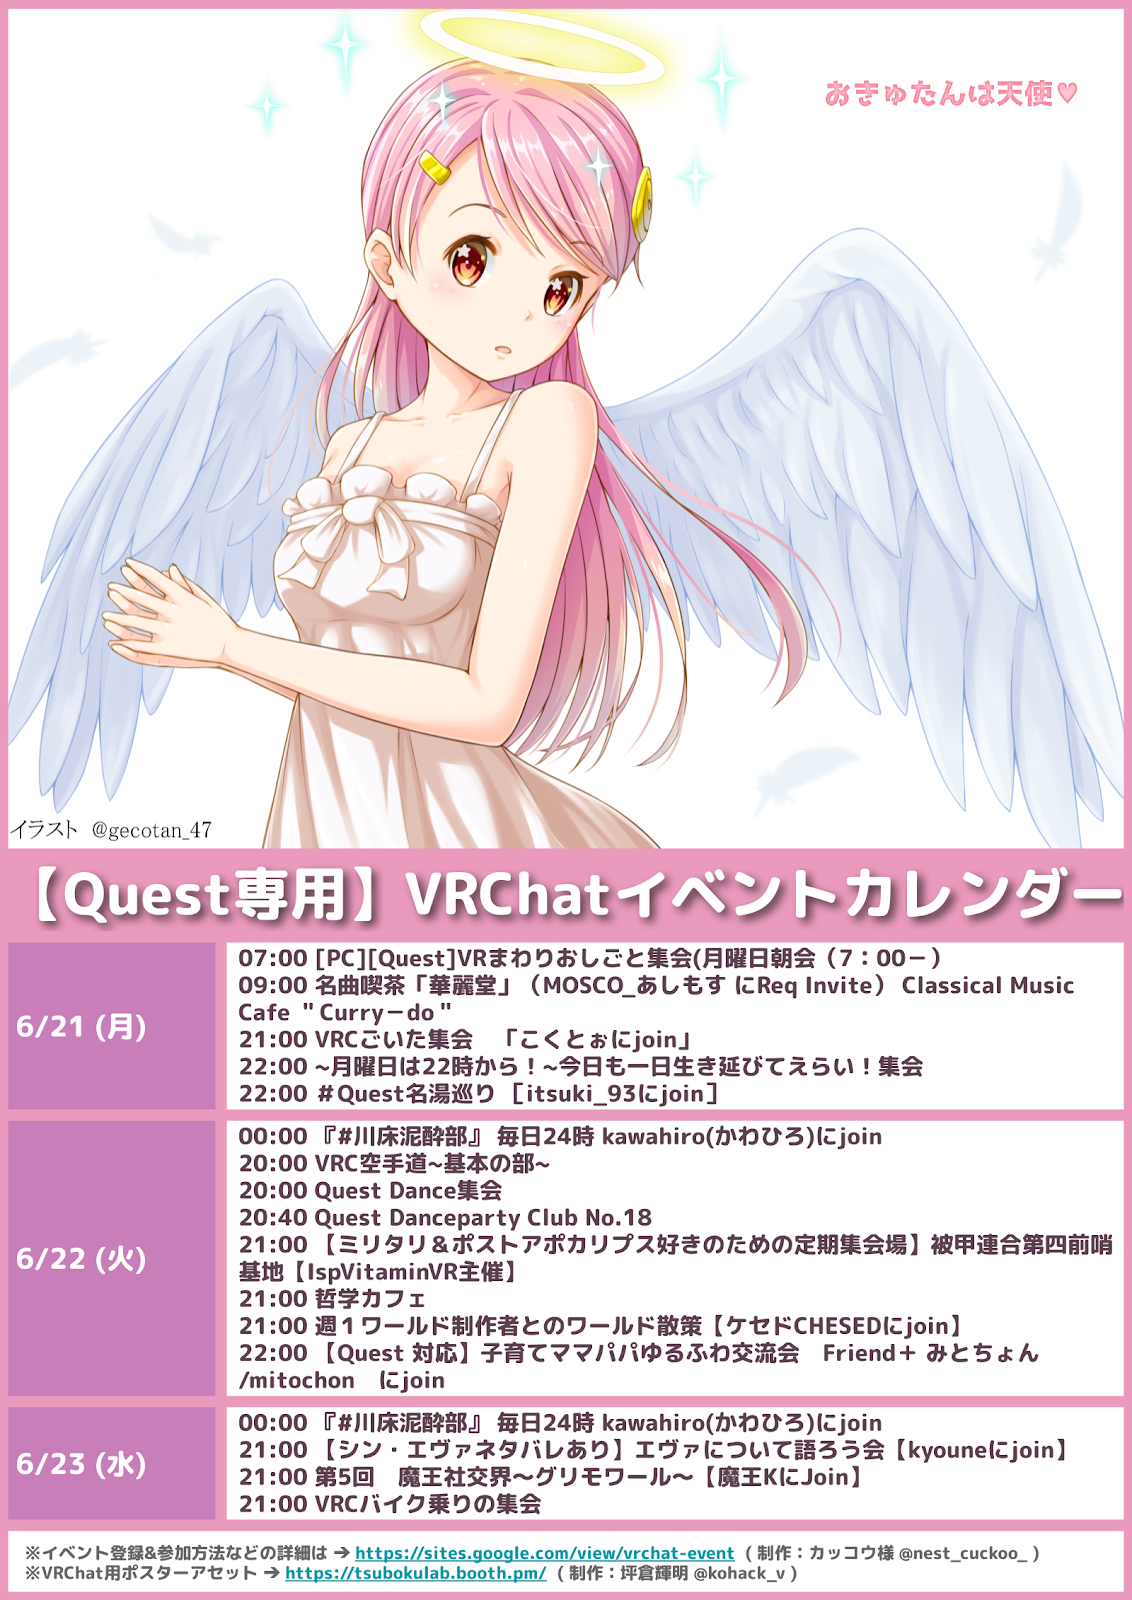 おきゅたんは天使♥
イラスト @gecotan_47
【Quest専用】VRChatイベントカレンダー
6/21 (月)
07:00 [PC][Quest]VRまわりおしごと集会(月曜日朝会（7：00ー）
09:00 名曲喫茶「華麗堂」（MOSCO_あしもす にReq Invite） Classical Music
Cafe ＂Curryーdo＂
21:00 VRCごいた集会　「こくとぉにjoin」
22:00 ~月曜日は22時から！~今日も一日生き延びてえらい！集会
22:00 ＃Quest名湯巡り ［itsuki_93にjoin］
6/22 (火)
00:00 『#川床泥酔部』 毎日24時 kawahiro(かわひろ)にjoin
20:00 VRC空手道~基本の部~
20:00 Quest Dance集会
20:40 Quest Danceparty Club No.18
21:00 【ミリタリ＆ポストアポカリプス好きのための定期集会場】被甲連合第四前哨
基地【IspVitaminVR主催】
21:00 哲学カフェ
21:00 週１ワールド制作者とのワールド散策【ケセドCHESEDにjoin】
22:00 【Quest 対応】子育てママパパゆるふわ交流会　Friend＋ みとちょん
/mitochon　にjoin
6/23 (水)
00:00 『#川床泥酔部』 毎日24時 kawahiro(かわひろ)にjoin
21:00 【シン・エヴァネタバレあり】エヴァについて語ろう会【kyouneにjoin】
21:00 第5回　魔王社交界～グリモワール～【魔王KにJoin】
21:00 VRCバイク乗りの集会
※イベント登録&参加方法などの詳細は → https://sites.google.com/view/vrchat-event （ 制作：カッコウ様 @nest_cuckoo_ ）
※VRChat用ポスターアセット → https://tsubokulab.booth.pm/ （ 制作：坪倉輝明 @kohack_v ）